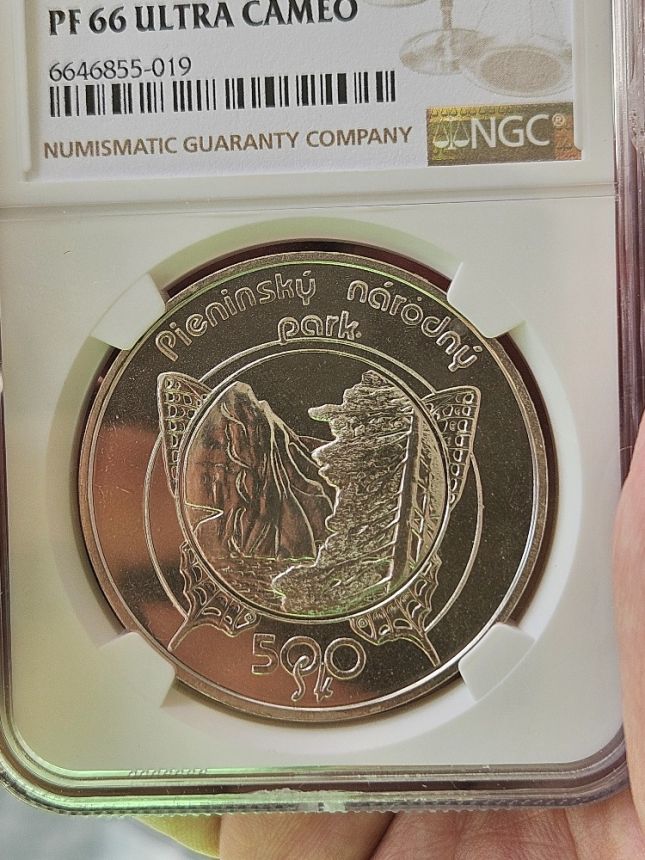 PF 66 ULTRA CAMEO
6646855-019
NUMISMATIC GUARANTY COMPANY
NGC®
Pieninský národný
park
500
Sk